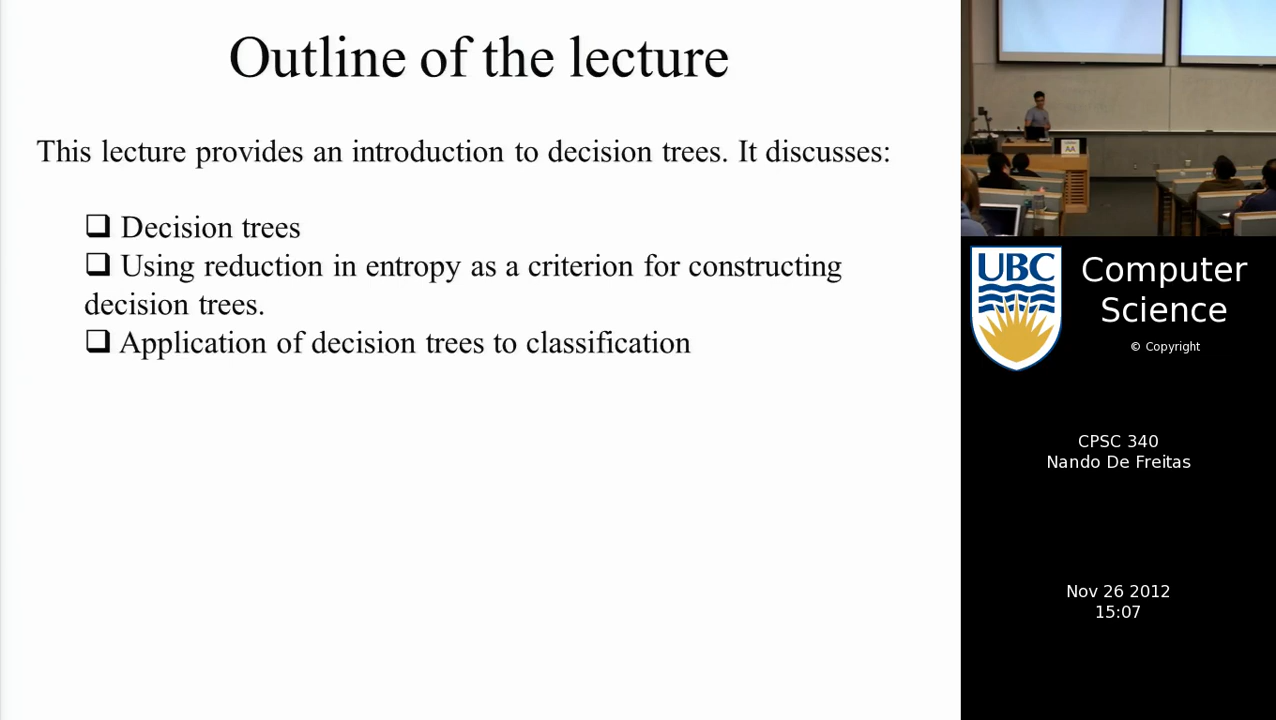 Outline of the lecture
This lecture provides an introduction to decision trees. It discusses:
❑ Decision trees
❑ Using reduction in entropy as a criterion for constructing
decision trees.
❑ Application of decision trees to classification
AA
UBC
Computer
Science
© Copyright
CPSC 340
Nando De Freitas
Nov 26 2012
15:07